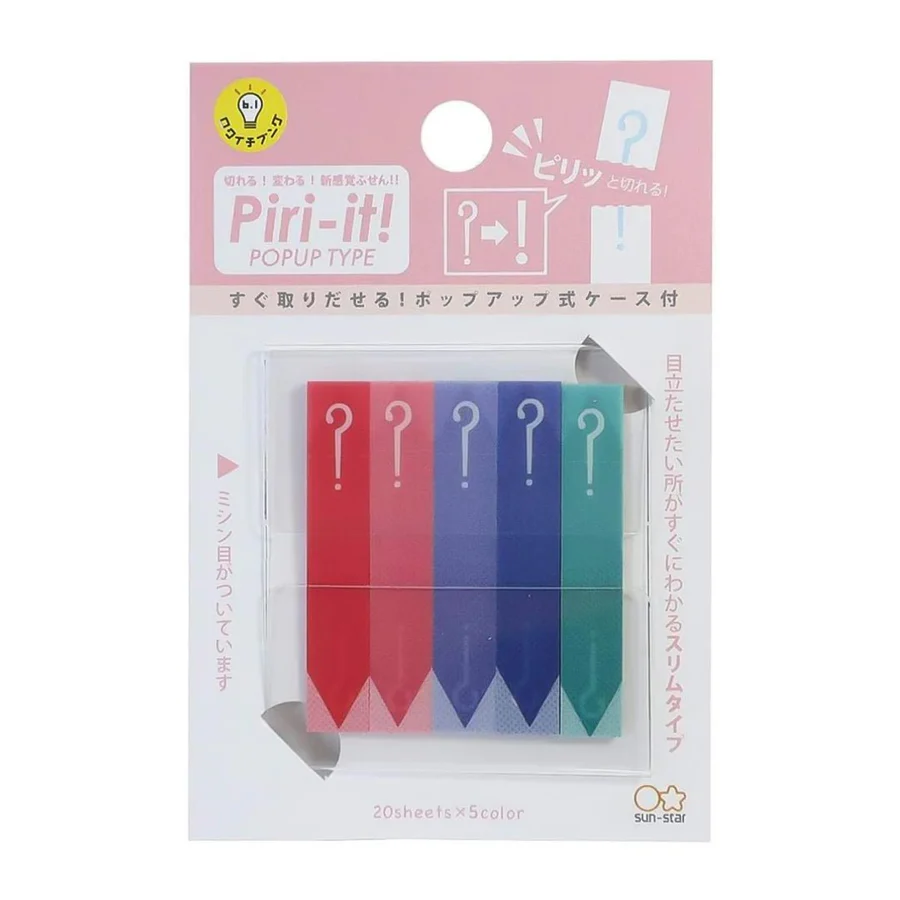 b.l
ロクイチブング
切れる！変わる！新感覚ふせん!!
Piri-it!
POPUP TYPE
ピリッと切れる!
?
!
?→!
すぐ取りだせる！ポップアップ式ケース付
目立たせたい所がすぐにわかるスリムタイプ
? ? ? ? ?
▶ミシン目がついています
20sheets×5color
sun-star